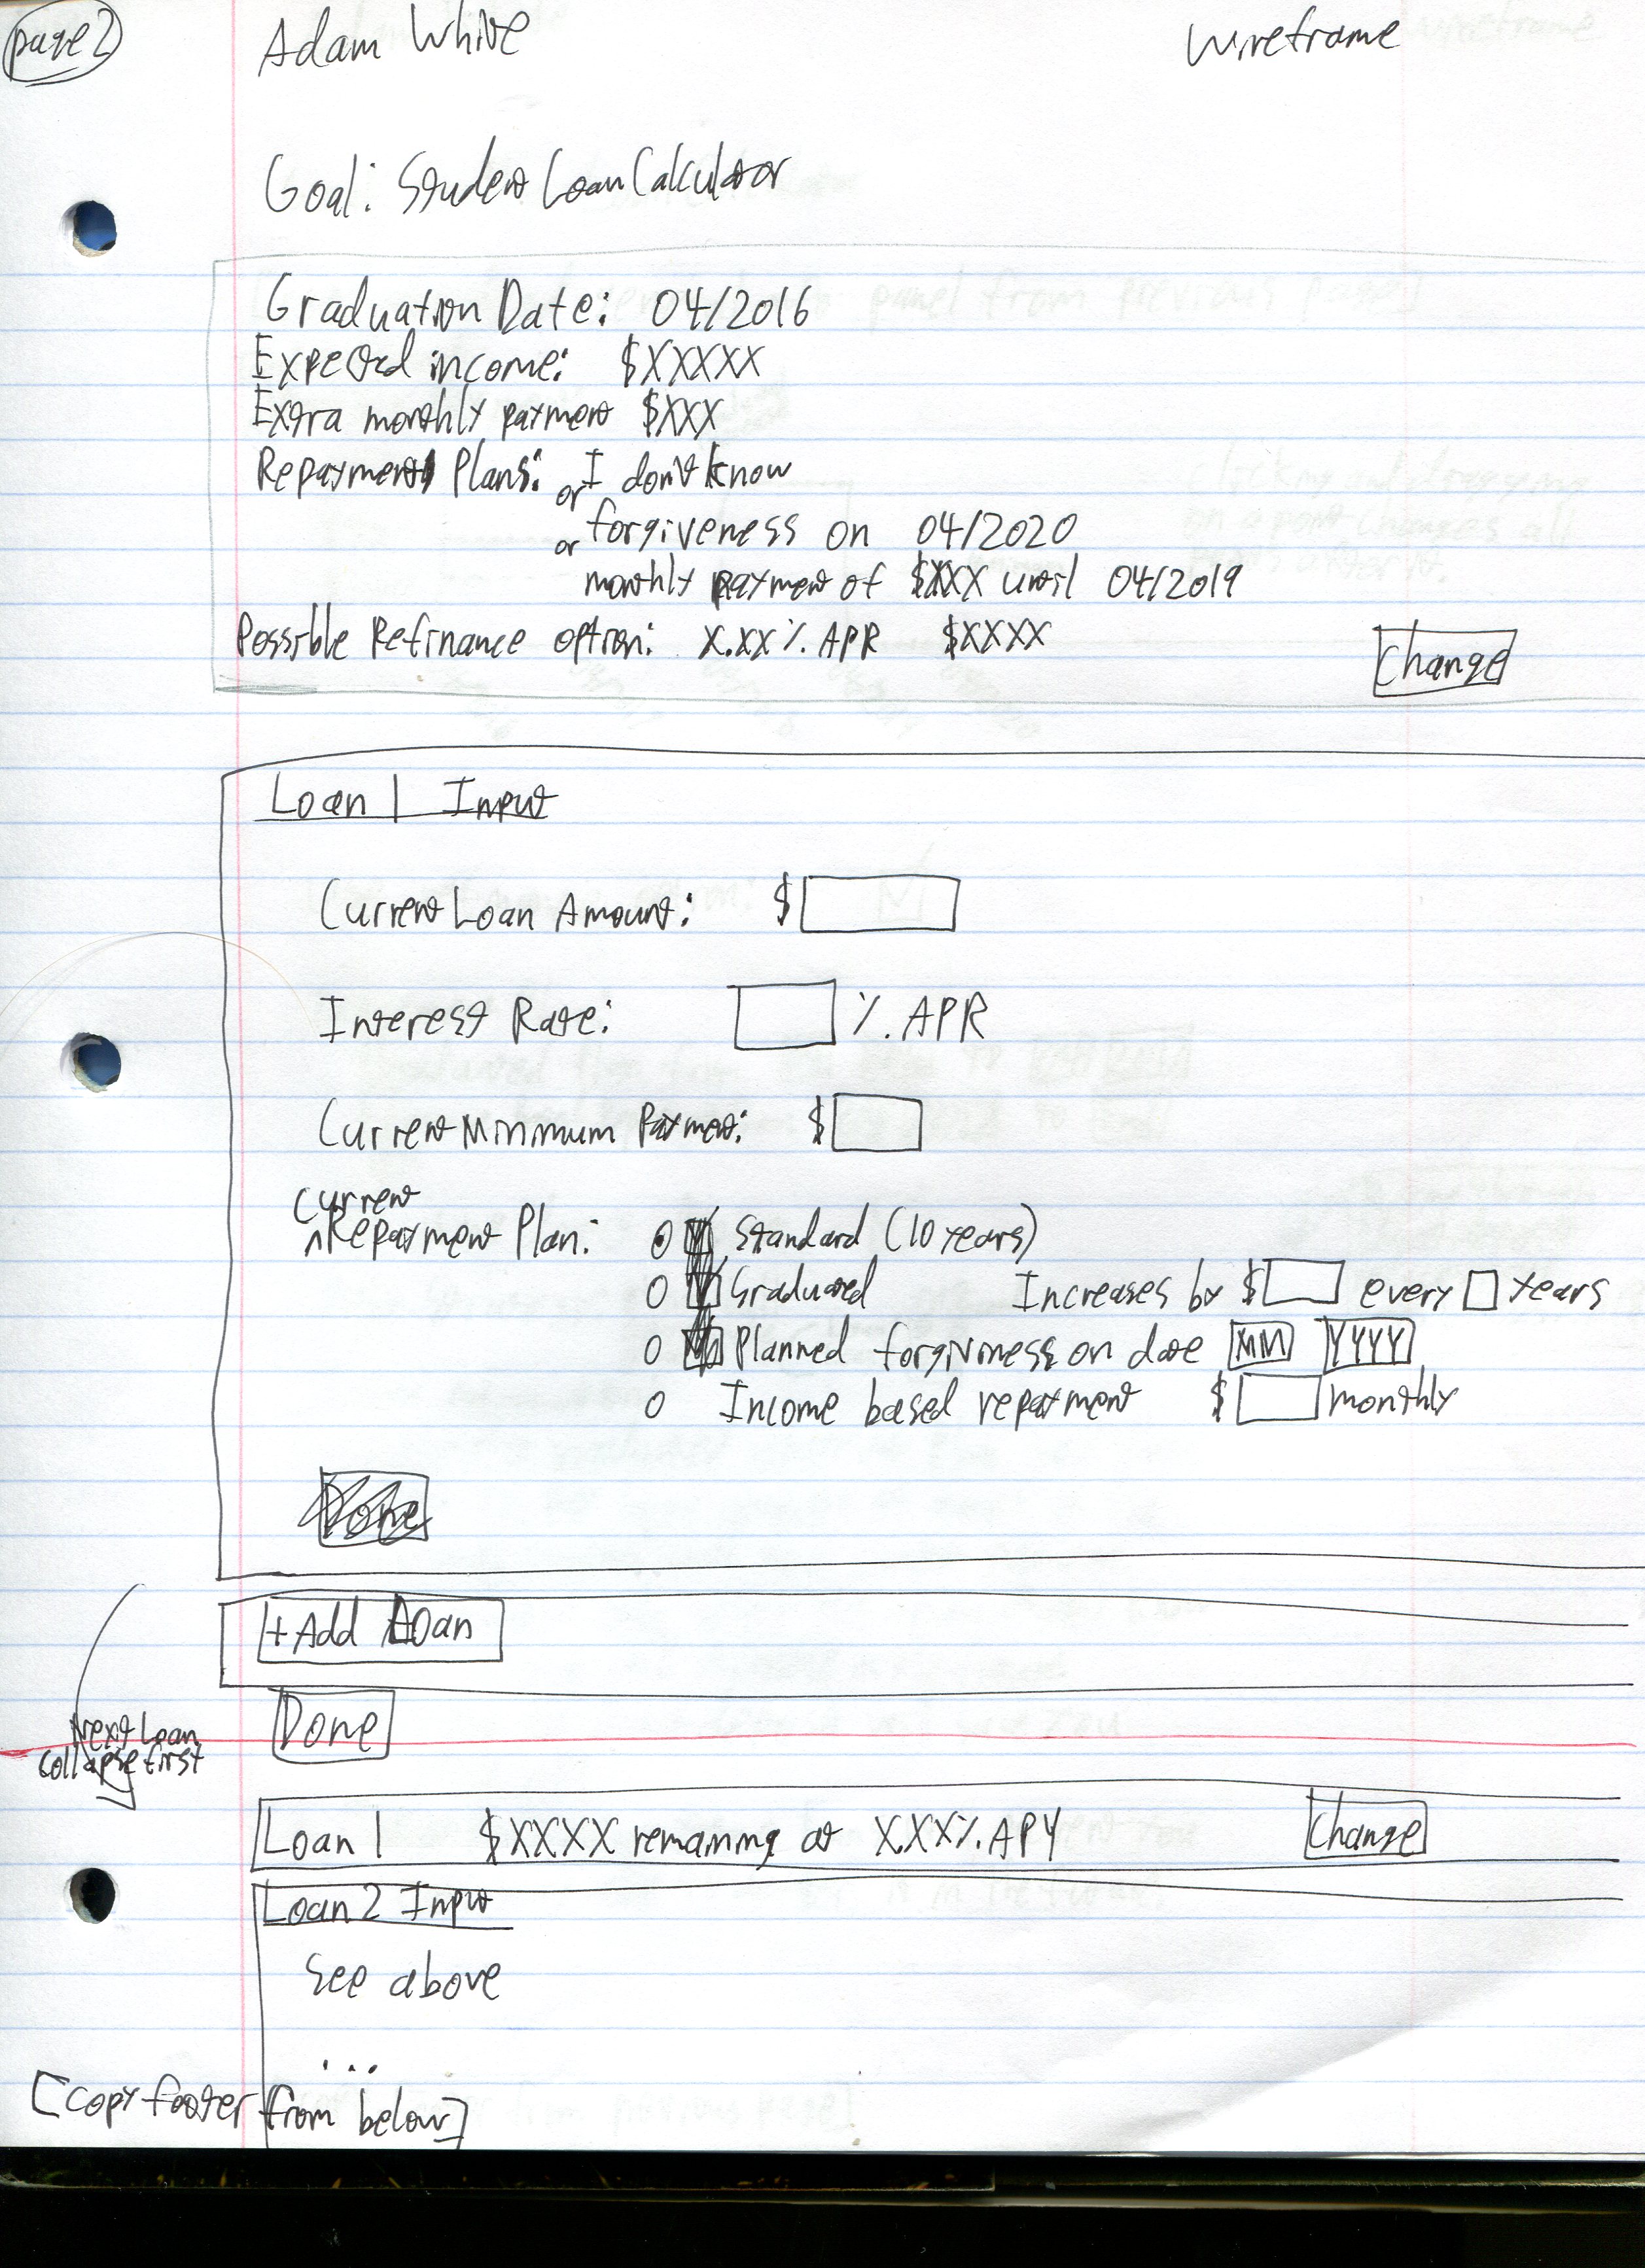 page 2
Adam White
Wireframe
Goal: Student Loan Calculator
Graduation Date: 04/2016
Expected income: $XXXXX
Extra monthly payment $XXX
Repayment Plans: I don't know
or forgiveness on 04/2020
or monthly payment of $XXX until 04/2019
Possible Refinance option: X.XX% APR $XXXX
Change
Loan 1 Input
Current Loan Amount: $
Interest Rate: % APR
Current Minimum Payment: $
Current
^Repayment Plan: Standard (10 years)
Graduated Increases by $ every years
Planned forgiviness on date MM YYYY
Income based repayment $ monthly
Done
+Add Loan
Done
Next Loan
collapse first
Loan 1 $XXXX remaining at X.XX% APY Change
Loan 2 Input
See above
...
[copy footer from below]